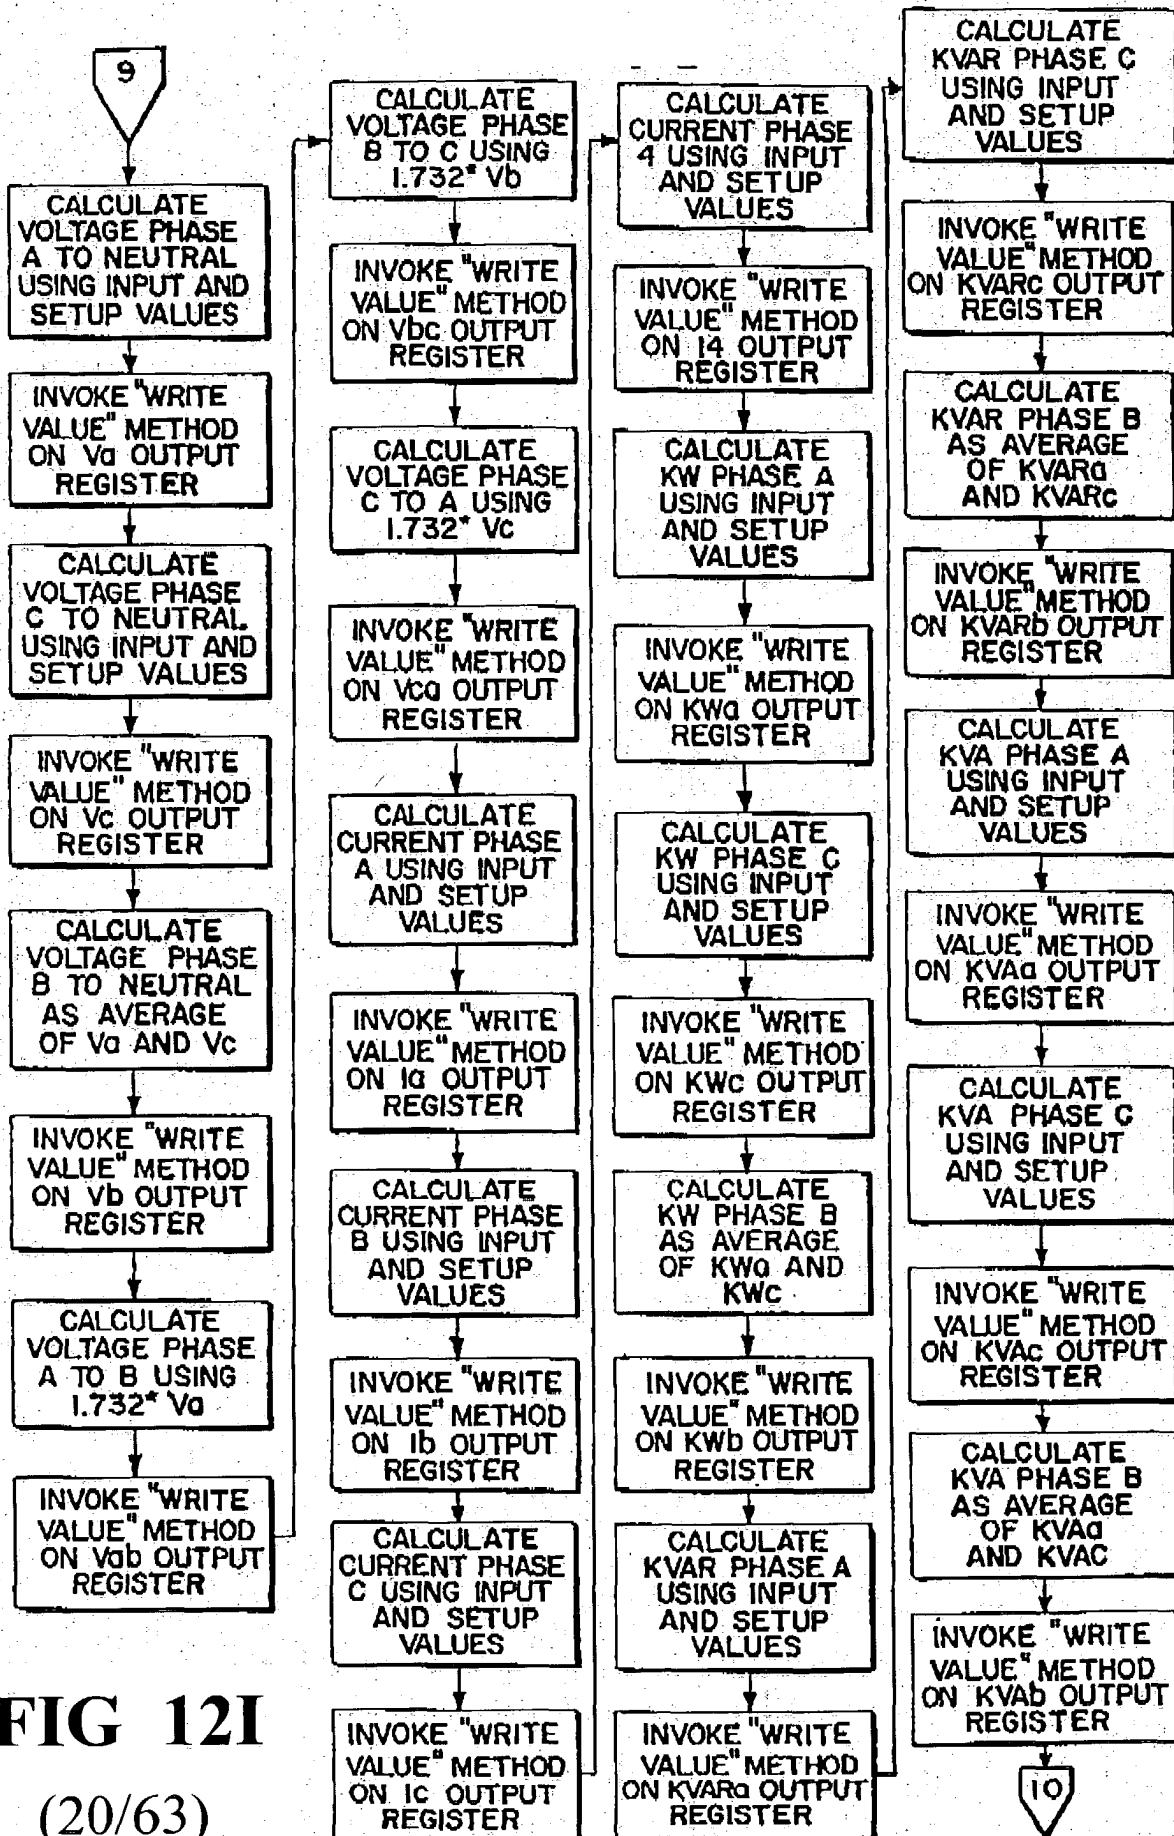 9
CALCULATE
VOLTAGE PHASE
A TO NEUTRAL
USING INPUT AND
SETUP VALUES
INVOKE "WRITE
VALUE" METHOD
ON Va OUTPUT
REGISTER
CALCULATE
VOLTAGE PHASE
C TO NEUTRAL
USING INPUT AND
SETUP VALUES
INVOKE "WRITE
VALUE" METHOD
ON Vc OUTPUT
REGISTER
CALCULATE
VOLTAGE PHASE
B TO NEUTRAL
AS AVERAGE
OF Va AND Vc
INVOKE "WRITE
VALUE" METHOD
ON Vb OUTPUT
REGISTER
CALCULATE
VOLTAGE PHASE
A TO B USING
1.732* Va
INVOKE "WRITE
VALUE" METHOD
ON Vab OUTPUT
REGISTER
CALCULATE
VOLTAGE PHASE
B TO C USING
1.732* Vb
INVOKE "WRITE
VALUE" METHOD
ON Vbc OUTPUT
REGISTER
CALCULATE
VOLTAGE PHASE
C TO A USING
1.732* Vc
INVOKE "WRITE
VALUE" METHOD
ON Vca OUTPUT
REGISTER
CALCULATE
CURRENT PHASE
A USING INPUT
AND SETUP
VALUES
INVOKE "WRITE
VALUE" METHOD
ON Ia OUTPUT
REGISTER
CALCULATE
CURRENT PHASE
B USING INPUT
AND SETUP
VALUES
INVOKE "WRITE
VALUE" METHOD
ON Ib OUTPUT
REGISTER
CALCULATE
CURRENT PHASE
C USING INPUT
AND SETUP
VALUES
INVOKE "WRITE
VALUE" METHOD
ON Ic OUTPUT
REGISTER
CALCULATE
CURRENT PHASE
4 USING INPUT
AND SETUP
VALUES
INVOKE "WRITE
VALUE" METHOD
ON I4 OUTPUT
REGISTER
CALCULATE
KW PHASE A
USING INPUT
AND SETUP
VALUES
INVOKE "WRITE
VALUE" METHOD
ON KWa OUTPUT
REGISTER
CALCULATE
KW PHASE C
USING INPUT
AND SETUP
VALUES
INVOKE "WRITE
VALUE" METHOD
ON KWc OUTPUT
REGISTER
CALCULATE
KW PHASE B
AS AVERAGE
OF KWa AND
KWc
INVOKE "WRITE
VALUE" METHOD
ON KWb OUTPUT
REGISTER
CALCULATE
KVAR PHASE A
USING INPUT
AND SETUP
VALUES
INVOKE "WRITE
VALUE" METHOD
ON KVARa OUTPUT
REGISTER
CALCULATE
KVAR PHASE C
USING INPUT
AND SETUP
VALUES
INVOKE "WRITE
VALUE" METHOD
ON KVARc OUTPUT
REGISTER
CALCULATE
KVAR PHASE B
AS AVERAGE
OF KVARa
AND KVARc
INVOKE "WRITE
VALUE" METHOD
ON KVARb OUTPUT
REGISTER
CALCULATE
KVA PHASE A
USING INPUT
AND SETUP
VALUES
INVOKE "WRITE
VALUE" METHOD
ON KVAa OUTPUT
REGISTER
CALCULATE
KVA PHASE C
USING INPUT
AND SETUP
VALUES
INVOKE "WRITE
VALUE" METHOD
ON KVAc OUTPUT
REGISTER
CALCULATE
KVA PHASE B
AS AVERAGE
OF KVAa
AND KVAC
INVOKE "WRITE
VALUE" METHOD
ON KVAb OUTPUT
REGISTER
10
FIG 12I
(20/63)